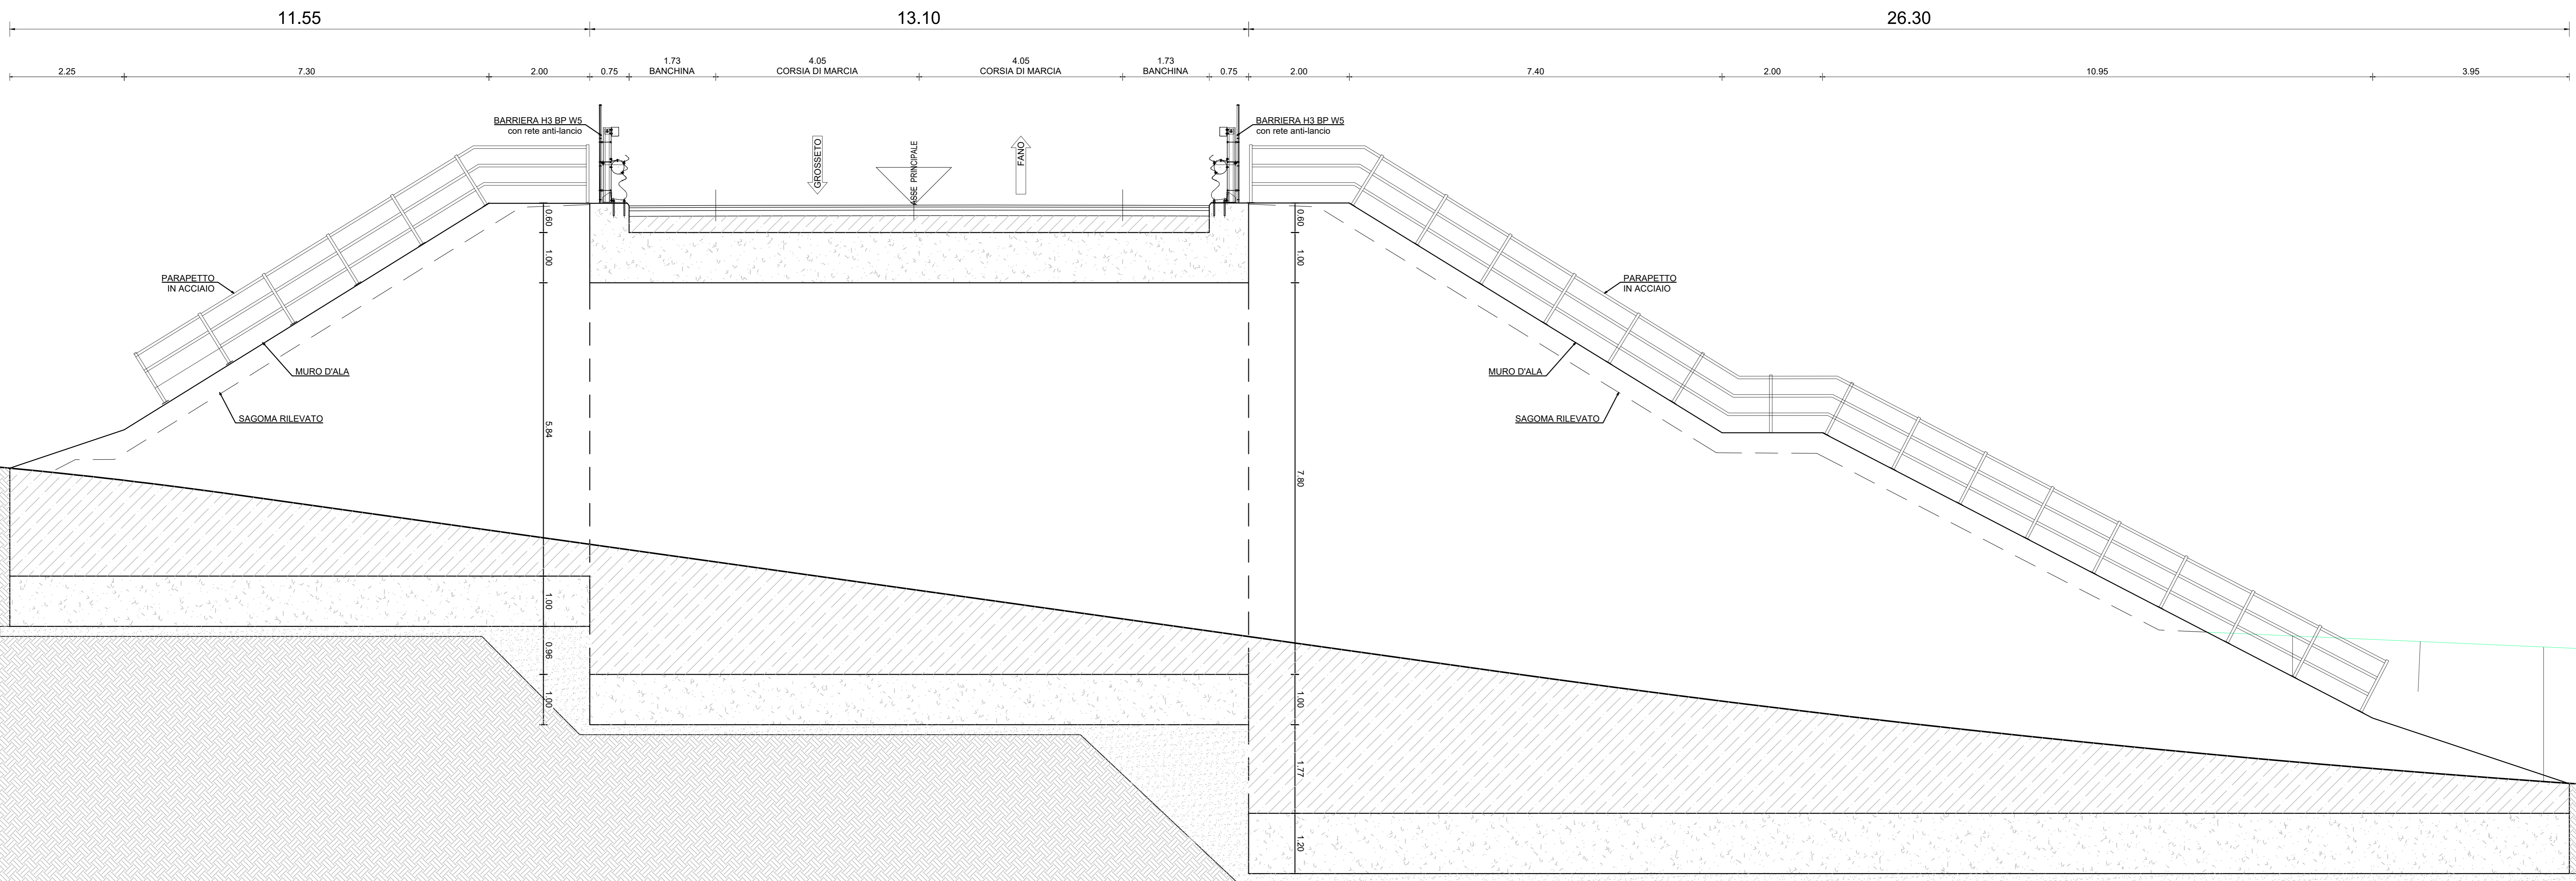 11.55
13.10
26.30
2.25
7.30
2.00
0.75
1.73
BANCHINA
4.05
CORSIA DI MARCIA
4.05
CORSIA DI MARCIA
1.73
BANCHINA
0.75
2.00
7.40
2.00
10.95
3.95
BARRIERA H3 BP W5
con rete anti-lancio
GROSSETO
ASSE PRINCIPALE
FANO
BARRIERA H3 BP W5
con rete anti-lancio
PARAPETTO
IN ACCIAIO
MURO D'ALA
SAGOMA RILEVATO
0.60
1.00
5.84
1.00
0.96
1.00
0.60
1.00
7.80
1.00
1.77
1.20
PARAPETTO
IN ACCIAIO
MURO D'ALA
SAGOMA RILEVATO